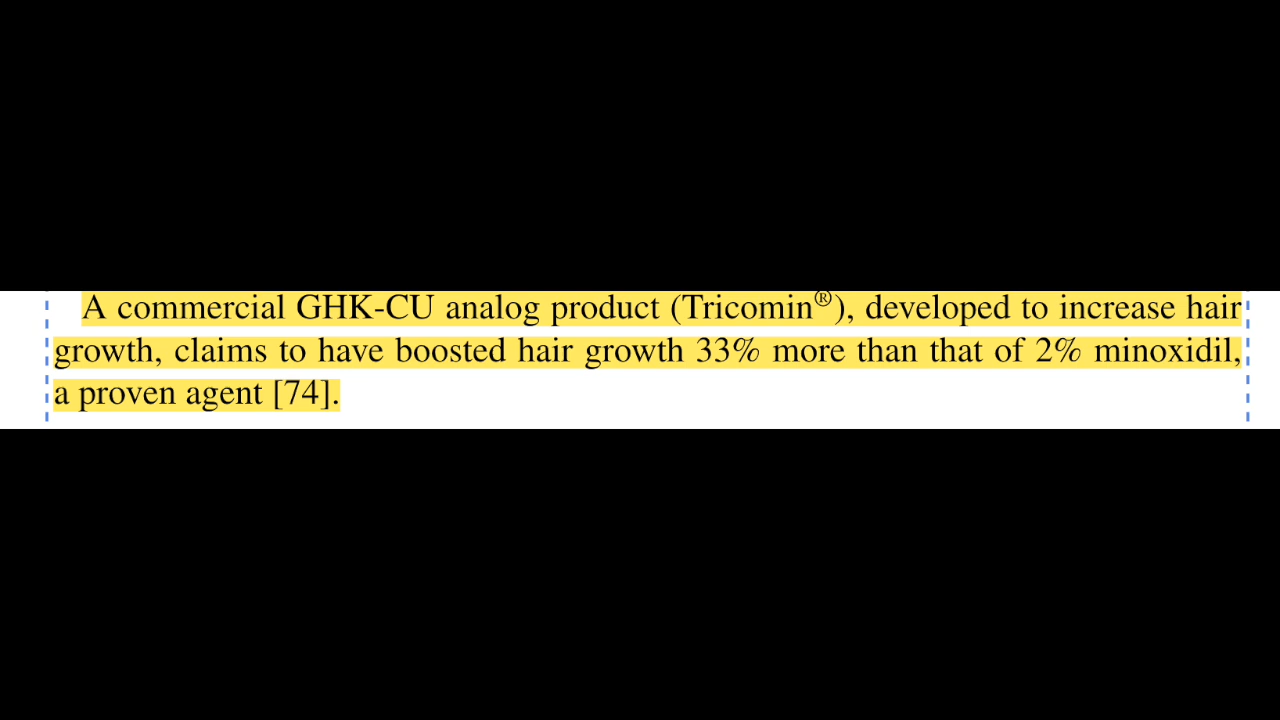 A commercial GHK-CU analog product (Tricomin®), developed to increase hair
growth, claims to have boosted hair growth 33% more than that of 2% minoxidil,
a proven agent [74].